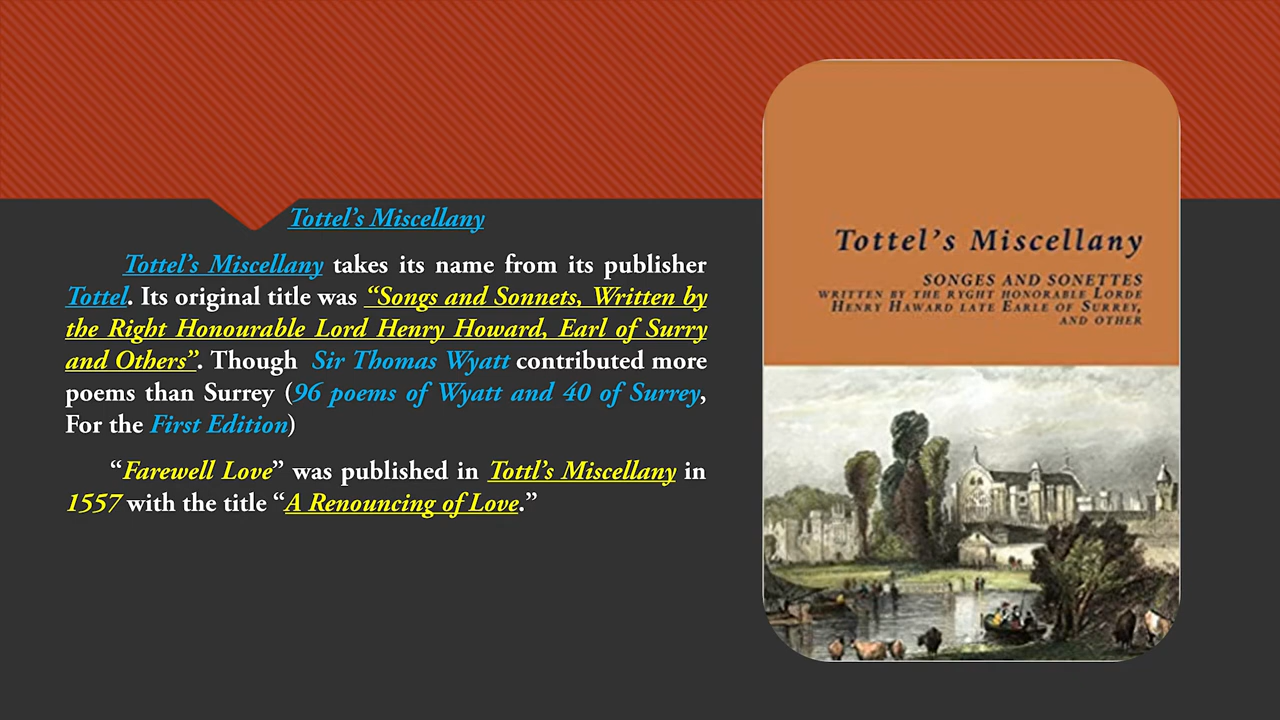 Tottel’s Miscellany
Tottel’s Miscellany takes its name from its publisher
Tottel. Its original title was “Songs and Sonnets, Written by
the Right Honourable Lord Henry Howard, Earl of Surry
and Others”. Though Sir Thomas Wyatt contributed more
poems than Surrey (96 poems of Wyatt and 40 of Surrey,
For the First Edition)
“Farewell Love” was published in Tottl’s Miscellany in
1557 with the title “A Renouncing of Love.”
Tottel’s Miscellany
SONGES AND SONETTES
WRITTEN BY THE RYGHT HONORABLE LORDE
HENRY HAWARD LATE EARLE OF SURREY,
AND OTHER